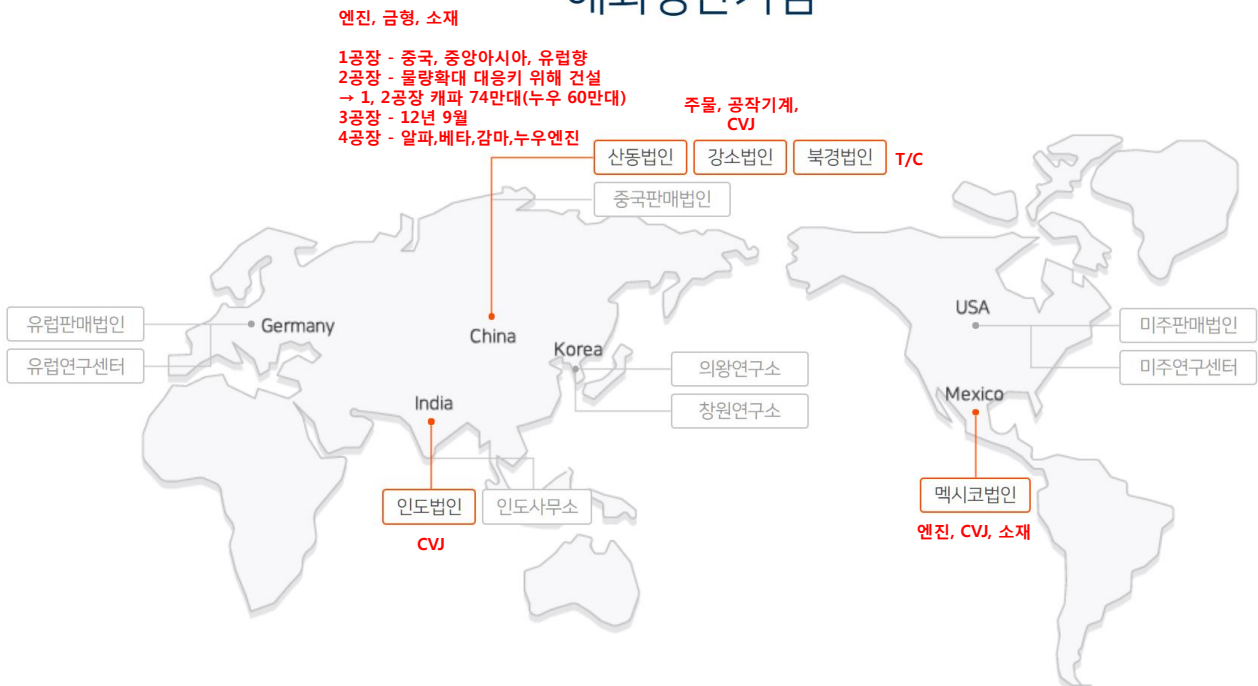 해외생산거점
엔진, 금형, 소재
1공장 - 중국, 중앙아시아, 유럽향
2공장 - 물량확대 대응키 위해 건설
→ 1, 2공장 캐파 74만대(누우 60만대)
3공장 - 12년 9월
4공장 - 알파,베타,감마,누우엔진
주물, 공작기계,
CVJ
산동법인 강소법인 북경법인 T/C
중국판매법인
유럽판매법인
유럽연구센터
Germany
China
Korea
의왕연구소
창원연구소
India
인도법인 인도사무소
CVJ
USA
미주판매법인
미주연구센터
Mexico
멕시코법인
엔진, CVJ, 소재